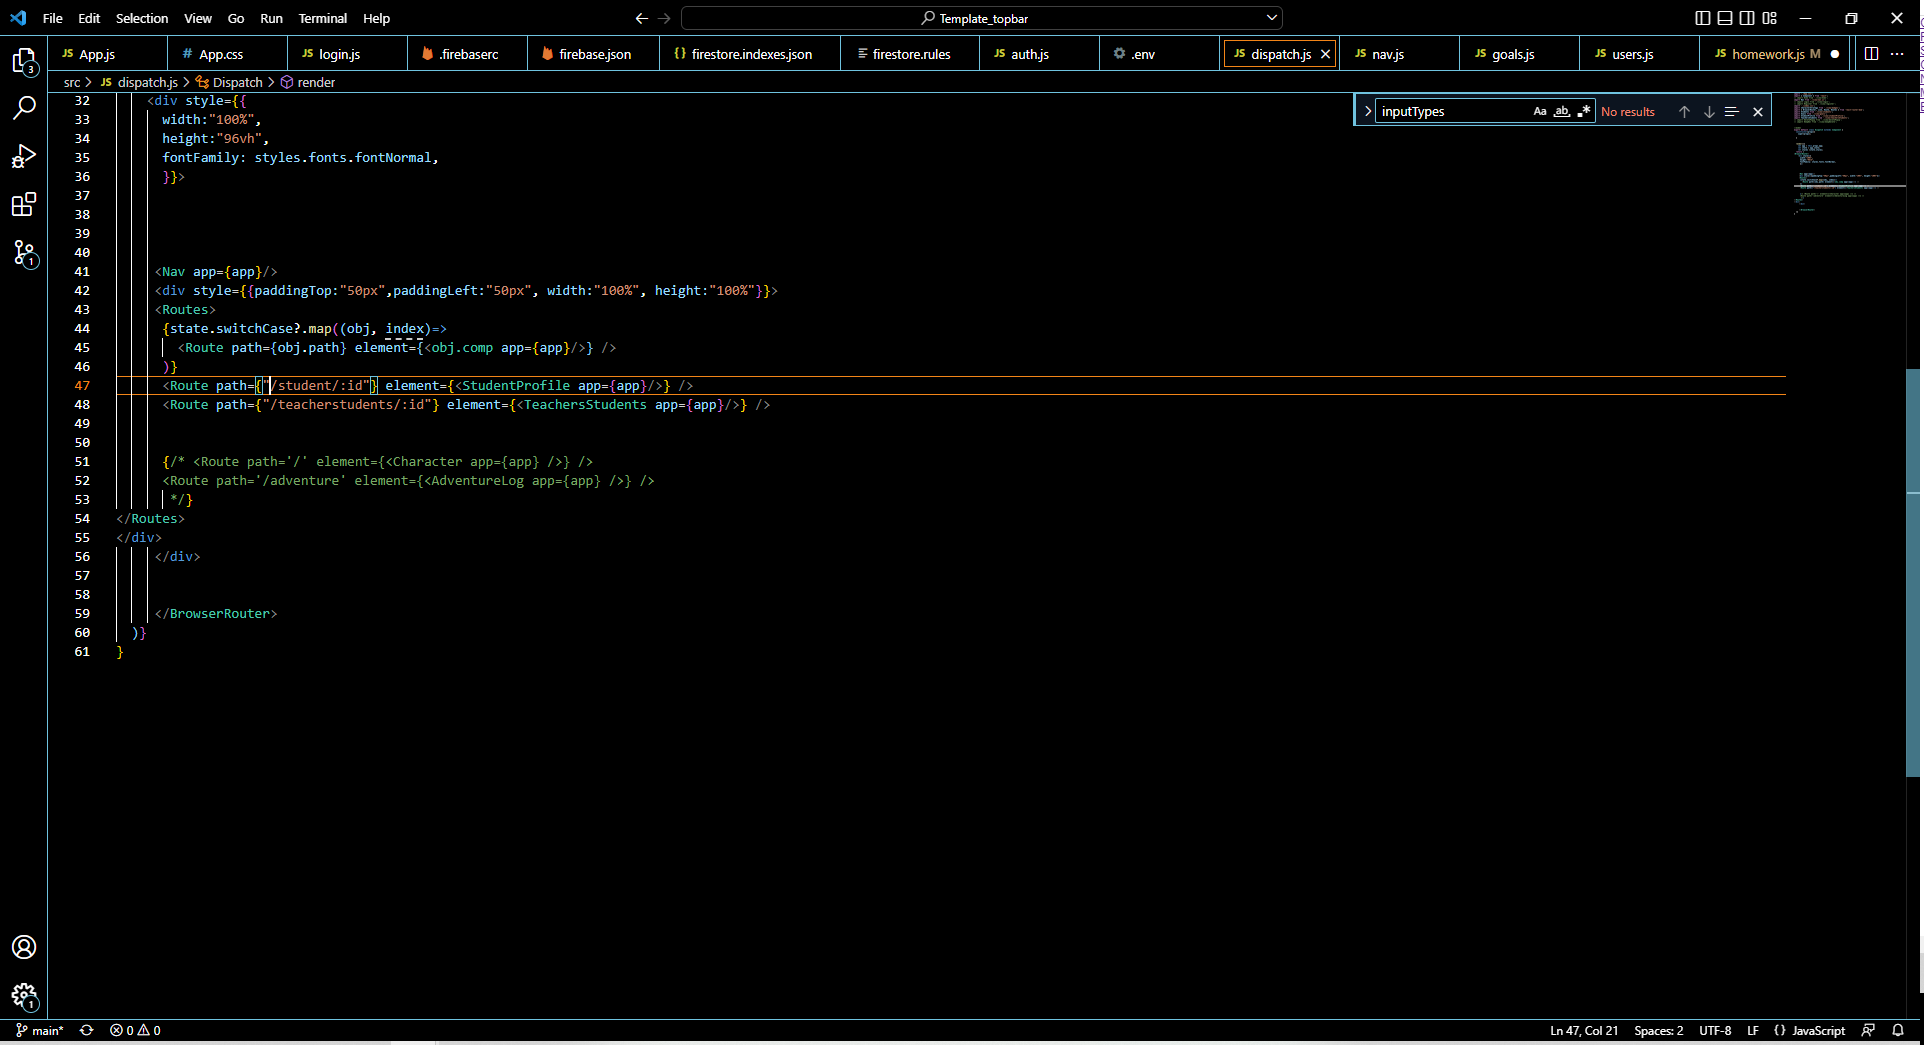 File Edit Selection View Go Run Terminal Help Template_topbar
JS App.js # App.css JS login.js .firebaserc firebase.json {} firestore.indexes.json firestore.rules JS auth.js .env JS dispatch.js JS nav.js JS goals.js JS users.js JS homework.js M
src > JS dispatch.js > Dispatch > render
inputTypes Aa ab .* No results
32 <div style={{
33 width:"100%",
34 height:"96vh",
35 fontFamily: styles.fonts.fontNormal,
36 }}>
37
38
39
40
41 <Nav app={app}/>
42 <div style={{paddingTop:"50px",paddingLeft:"50px", width:"100%", height:"100%"}}>
43 <Routes>
44 {state.switchCase?.map((obj, index)=>
45 <Route path={obj.path} element={<obj.comp app={app}/>} />
46 )}
47 <Route path={"/student/:id"} element={<StudentProfile app={app}/>} />
48 <Route path={"/teacherstudents/:id"} element={<TeachersStudents app={app}/>} />
49
50
51 {/* <Route path='/' element={<Character app={app} />} />
52 <Route path='/adventure' element={<AdventureLog app={app} />} />
53 */}
54 </Routes>
55 </div>
56 </div>
57
58
59 </BrowserRouter>
60 )}
61 }
3
1
1
main* 0 0 Ln 47, Col 21 Spaces: 2 UTF-8 LF {} JavaScript